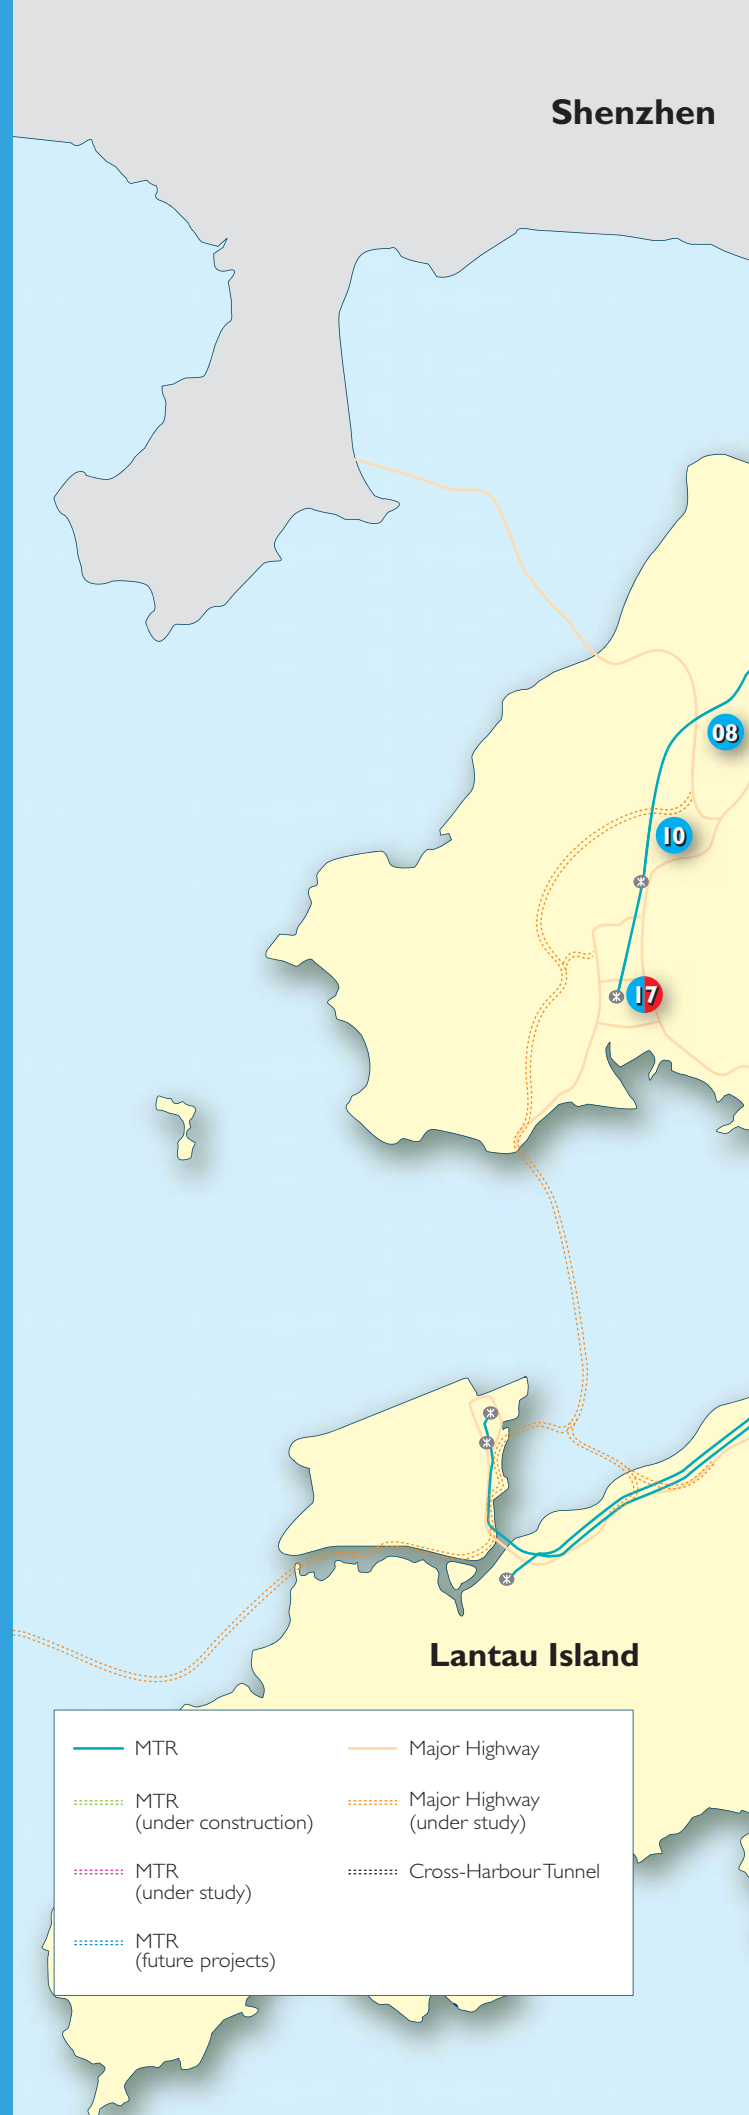 Shenzhen
08
10
17
Lantau Island
MTR
MTR
(under construction)
MTR
(under study)
MTR
(future projects)
Major Highway
Major Highway
(under study)
Cross-Harbour Tunnel